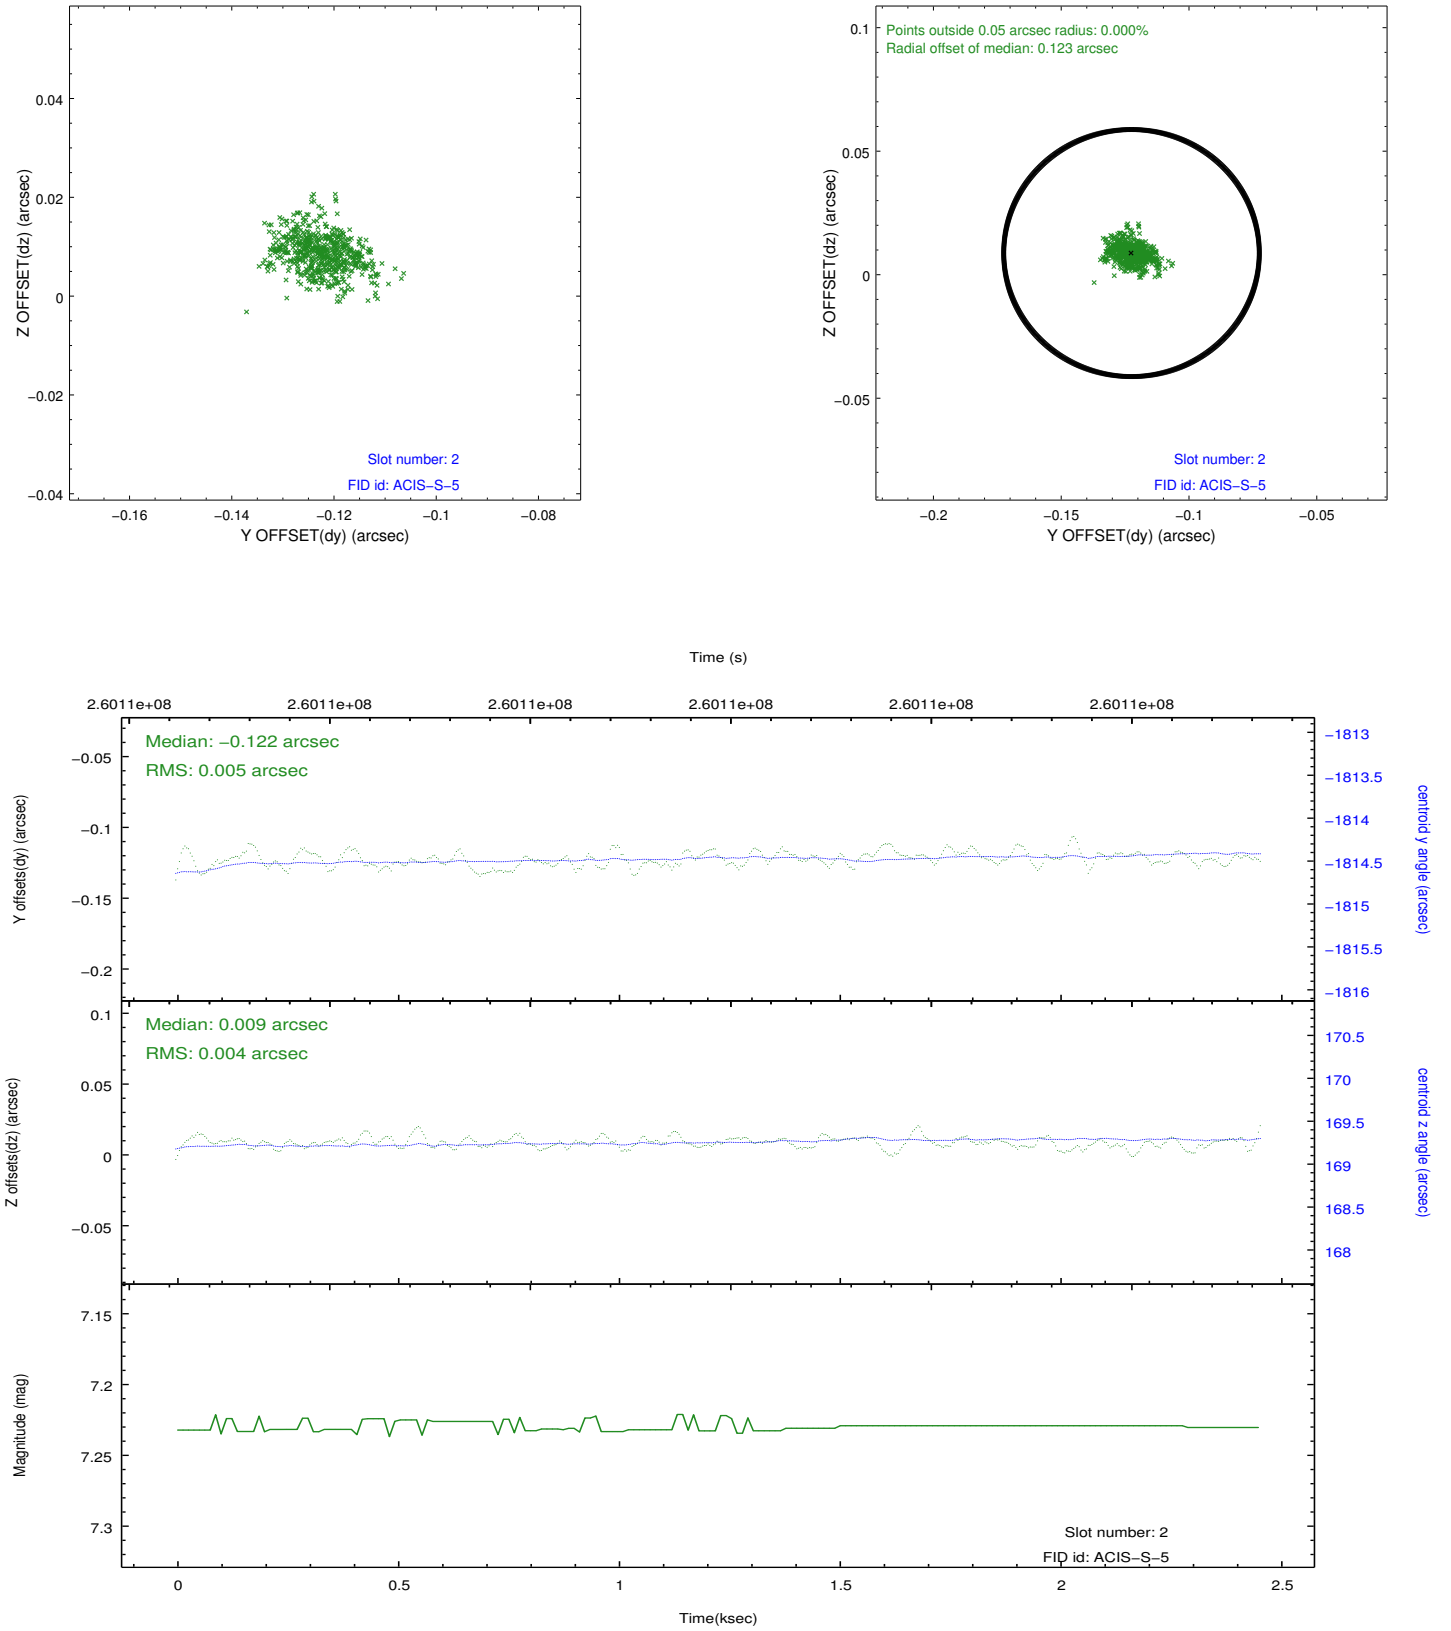 0.04
0.02
0
−0.02
−0.04
Z OFFSET(dz) (arcsec)
Slot number: 2
FID id: ACIS−S−5
−0.16 −0.14 −0.12 −0.1 −0.08
Y OFFSET(dy) (arcsec)
Points outside 0.05 arcsec radius: 0.000%
Radial offset of median: 0.123 arcsec
0.1
0.05
0
−0.05
Z OFFSET(dz) (arcsec)
Slot number: 2
FID id: ACIS−S−5
−0.2 −0.15 −0.1 −0.05
Y OFFSET(dy) (arcsec)
Time (s)
2.6011e+08 2.6011e+08 2.6011e+08 2.6011e+08 2.6011e+08 2.6011e+08
Median: −0.122 arcsec
RMS: 0.005 arcsec
−0.05
−0.1
−0.15
−0.2
Y offsets(dy) (arcsec)
−1813
−1813.5
−1814
−1814.5
−1815
−1815.5
−1816
centroid y angle (arcsec)
Median: 0.009 arcsec
RMS: 0.004 arcsec
0.1
0.05
0
−0.05
Z offsets(dz) (arcsec)
170.5
170
169.5
169
168.5
168
centroid z angle (arcsec)
7.15
7.2
7.25
7.3
Magnitude (mag)
Slot number: 2
FID id: ACIS−S−5
0 0.5 1 1.5 2 2.5
Time(ksec)